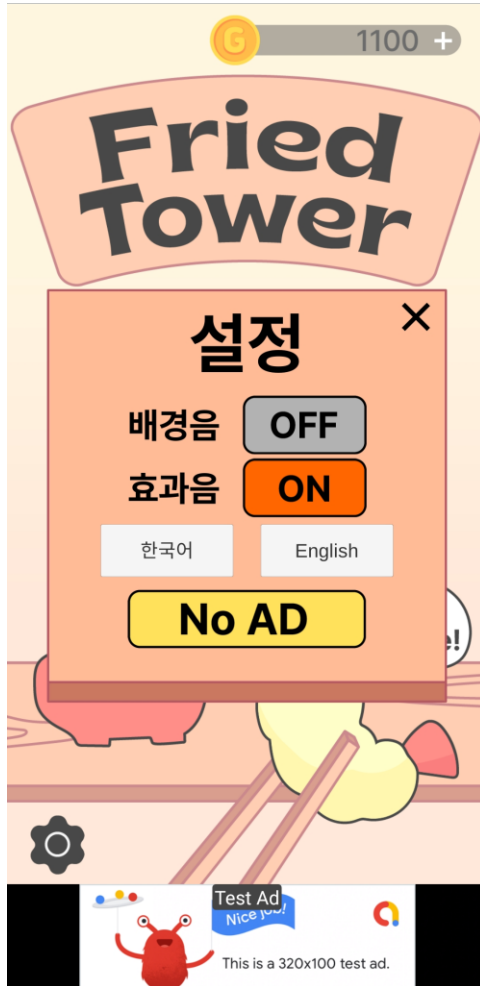 G
1100 +
Fried
Tower
설정
배경음 OFF
효과음 ON
한국어 English
No AD
e!
Test Ad
Nice job!
This is a 320x100 test ad.